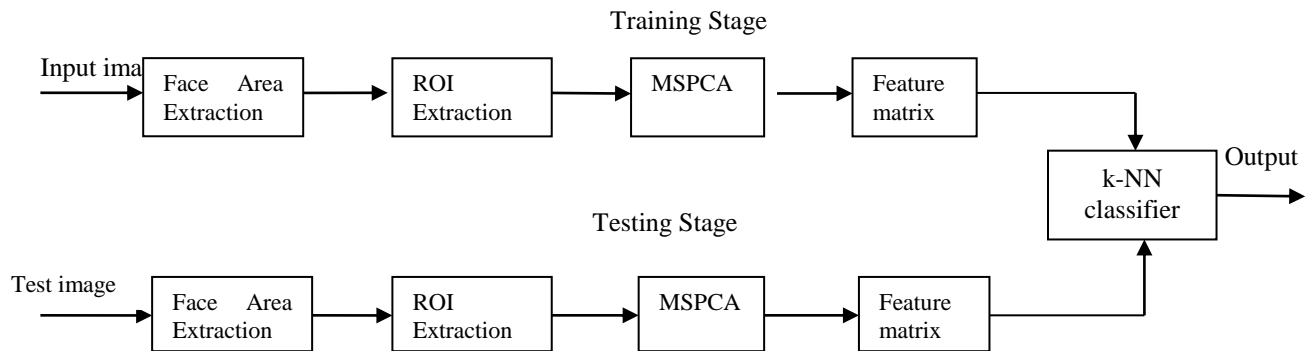 Training Stage
Input ima
Face Area
Extraction
ROI
Extraction
MSPCA
Feature
matrix
k-NN
classifier
Output
Testing Stage
Test image
Face Area
Extraction
ROI
Extraction
MSPCA
Feature
matrix